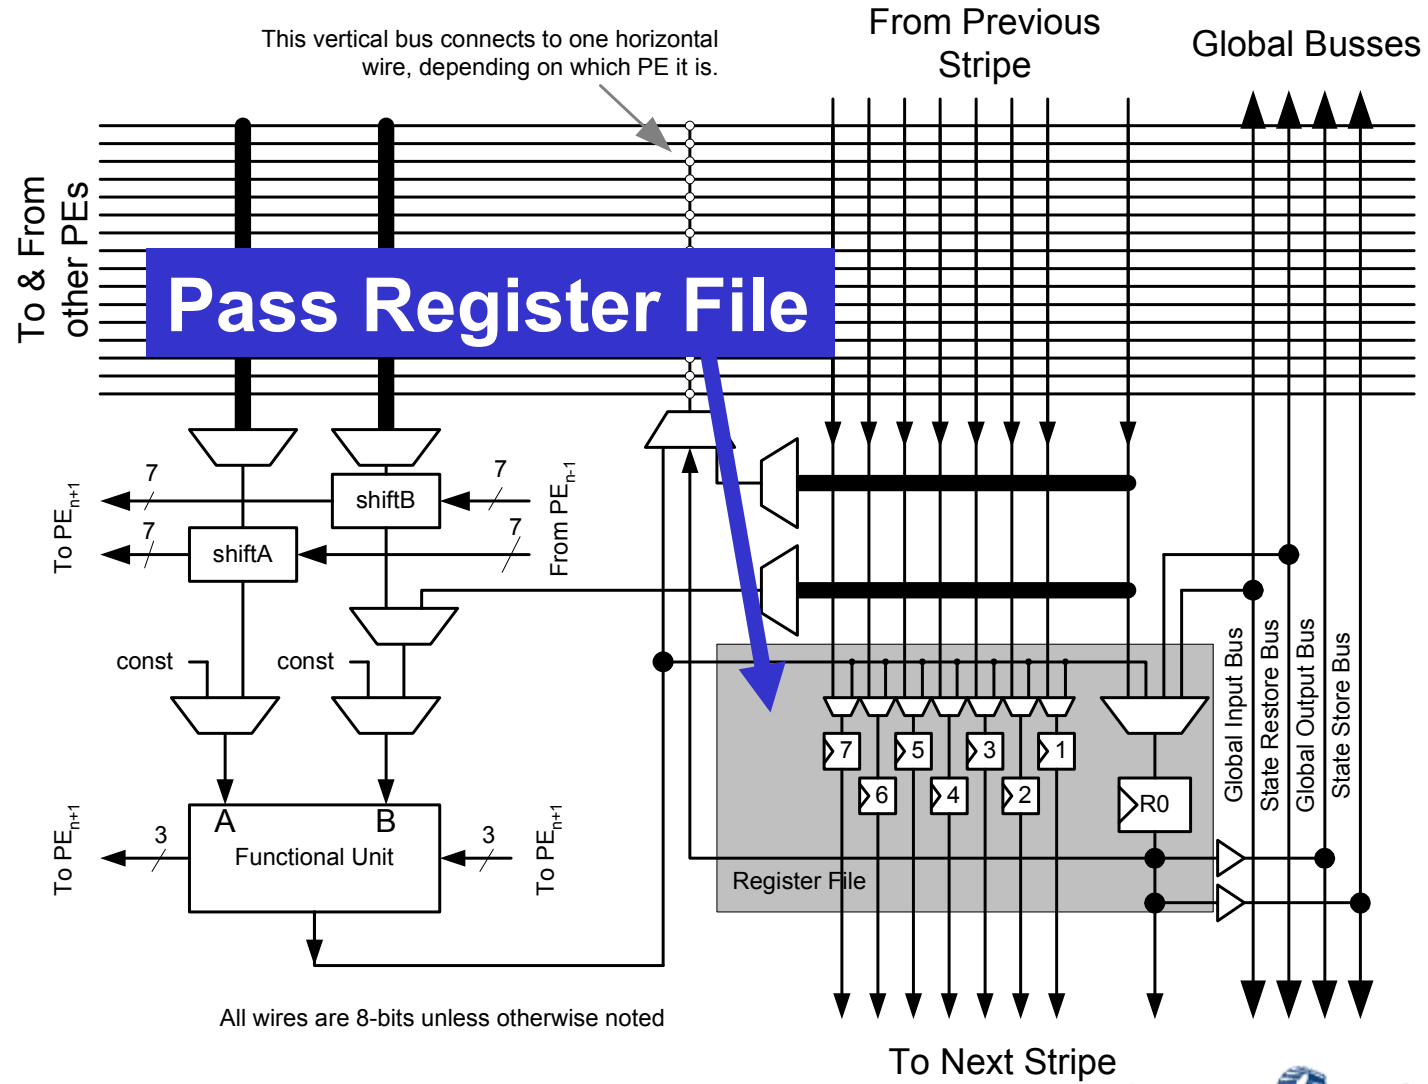 This vertical bus connects to one horizontal
wire, depending on which PE it is.
From Previous
Stripe
Global Busses
To & From
other PEs
Pass Register File
7
7
shiftB
To PEn+1
From PEn-1
7
7
shiftA
const
const
Global Input Bus
State Restore Bus
Global Output Bus
State Store Bus
7
5
3
1
6
4
2
R0
A
B
Functional Unit
To PEn+1
3
3
To PEn+1
Register File
All wires are 8-bits unless otherwise noted
To Next Stripe